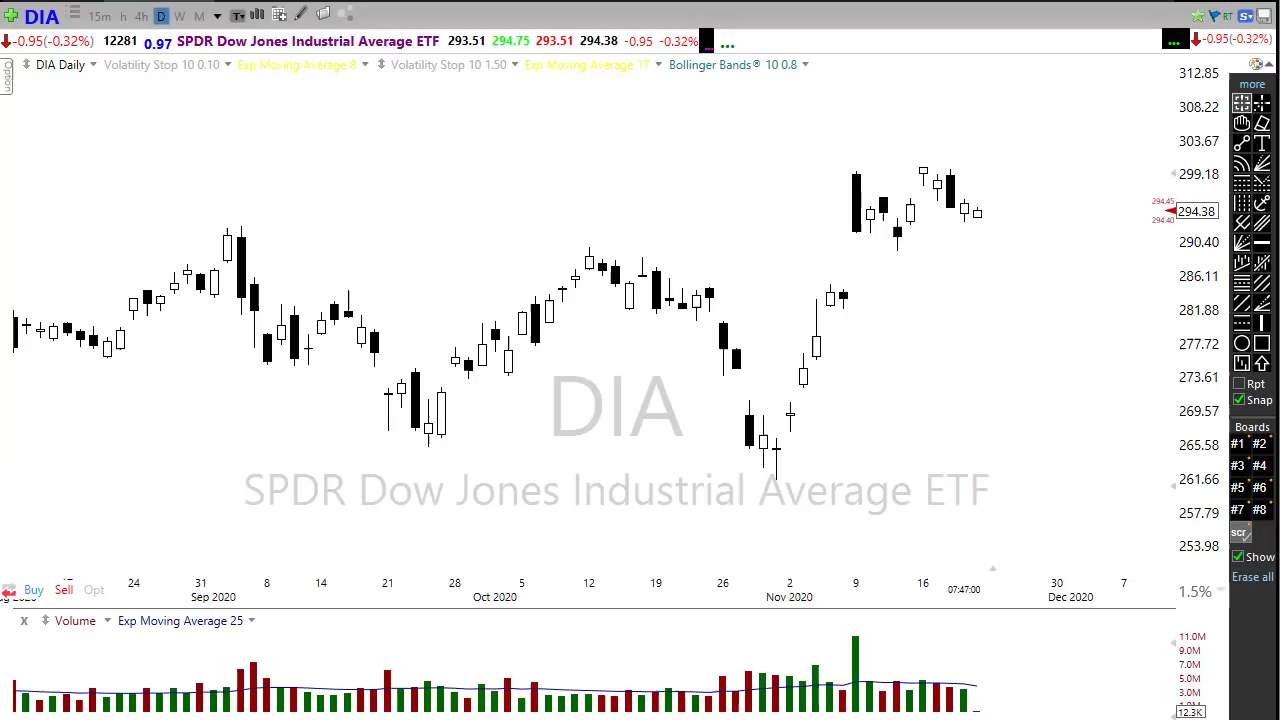 DIA 15m h 4h D W M T
RT S
-0.95(-0.32%) 12281 0.97 SPDR Dow Jones Industrial Average ETF 293.51 294.75 293.51 294.38 -0.95 -0.32% ... ... -0.95(-0.32%)
Option
DIA Daily Volatility Stop 10 0.10 Exp Moving Average 8 Volatility Stop 10 1.50 Exp Moving Average 17 Bollinger Bands® 10 0.8
312.85
308.22
303.67
299.18
294.45
294.38
294.40
290.40
286.11
281.88
277.72
273.61
269.57
265.58
261.66
257.79
253.98
DIA
SPDR Dow Jones Industrial Average ETF
more
T
Rpt
Snap
Boards
#1 #2
#3 #4
#5 #6
#7 #8
scr
Show
Erase all
24 31 8 14 21 28 5 12 19 26 2 9 16 30 7
Buy Sell Opt
2020 Sep 2020 Oct 2020 Nov 2020 07:47:00 Dec 2020
1.5%
x Volume Exp Moving Average 25
11.0M
9.0M
7.0M
5.0M
3.0M
12.3K